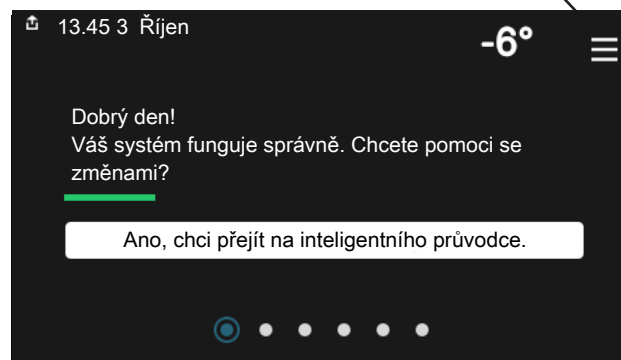 13.45 3 Říjen
-6°
Dobrý den!
Váš systém funguje správně. Chcete pomoci se
změnami?
Ano, chci přejít na inteligentního průvodce.